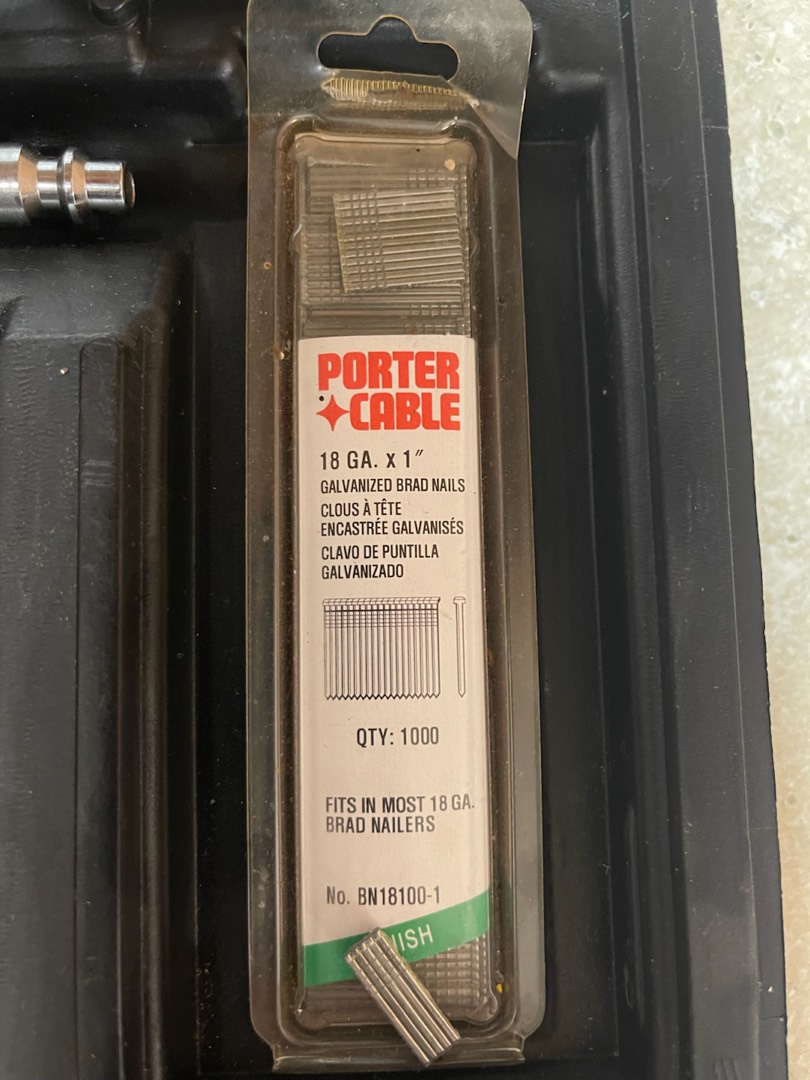 PORTER
CABLE
18 GA. x 1″
GALVANIZED BRAD NAILS
CLOUS À TÊTE
ENCASTRÉE GALVANISÉS
CLAVO DE PUNTILLA
GALVANIZADO
QTY: 1000
FITS IN MOST 18 GA.
BRAD NAILERS
No. BN18100-1